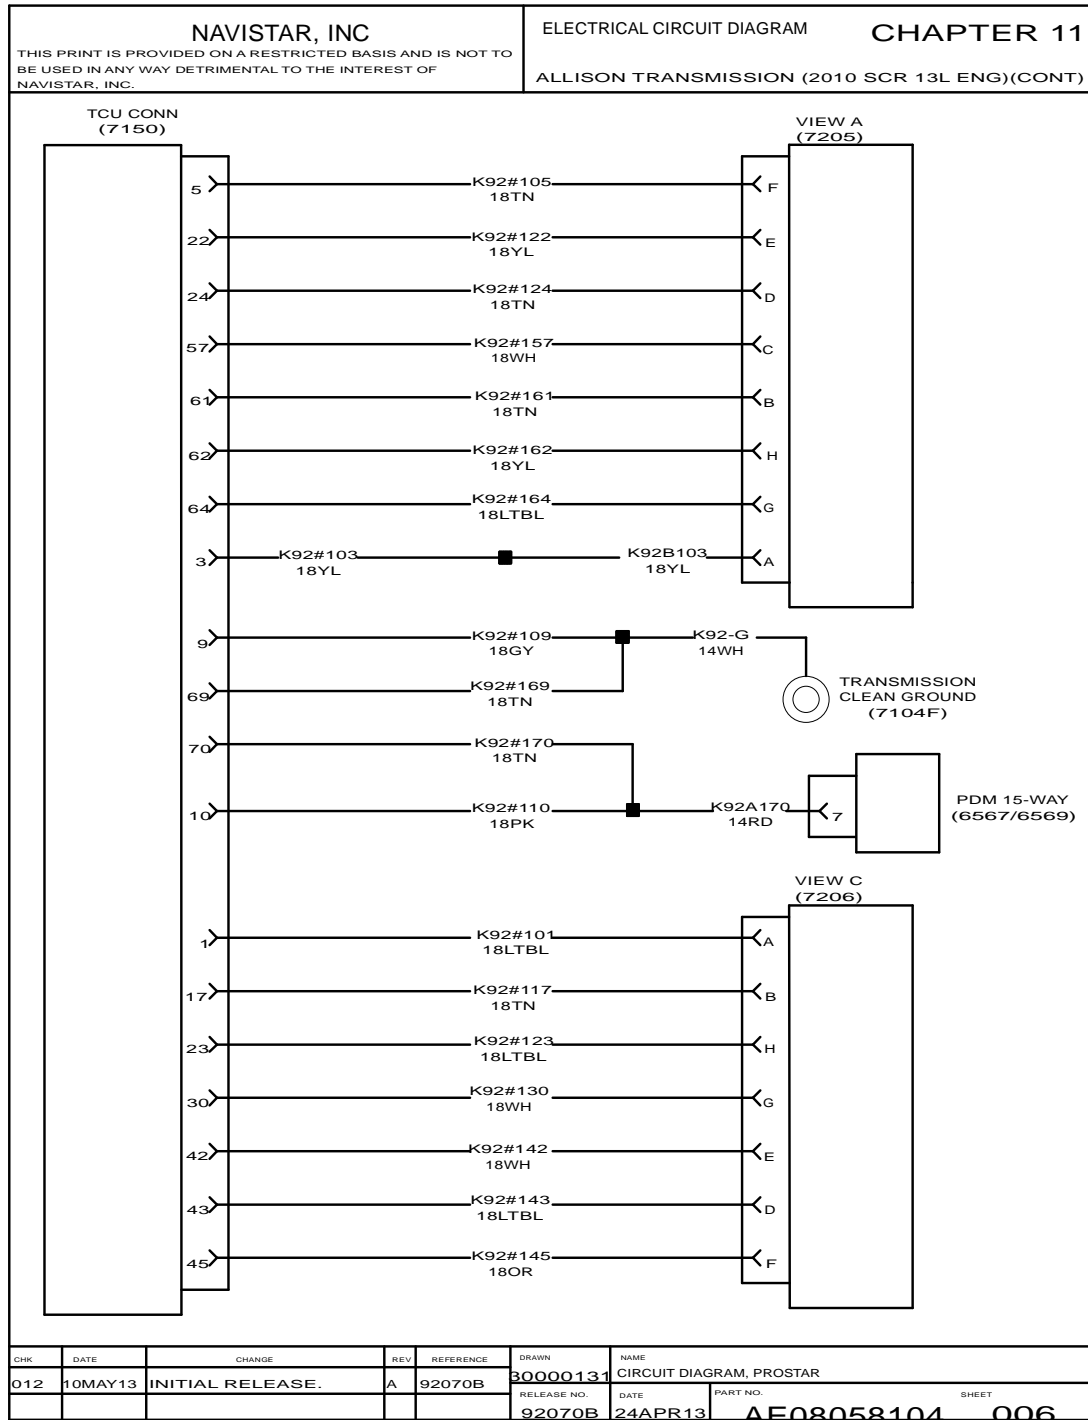 NAVISTAR, INC
THIS PRINT IS PROVIDED ON A RESTRICTED BASIS AND IS NOT TO
BE USED IN ANY WAY DETRIMENTAL TO THE INTEREST OF
NAVISTAR, INC.
ELECTRICAL CIRCUIT DIAGRAM
CHAPTER 11
ALLISON TRANSMISSION (2010 SCR 13L ENG)(CONT)
TCU CONN
(7150)
VIEW A
(7205)
5
K92#105
18TN
F
22
K92#122
18YL
E
24
K92#124
18TN
D
57
K92#157
18WH
C
61
K92#161
18TN
B
62
K92#162
18YL
H
64
K92#164
18LTBL
G
3
K92#103
18YL
K92B103
18YL
A
9
K92#109
18GY
K92-G
14WH
69
K92#169
18TN
TRANSMISSION
CLEAN GROUND
(7104F)
70
K92#170
18TN
10
K92#110
18PK
K92A170
14RD
7
PDM 15-WAY
(6567/6569)
VIEW C
(7206)
1
K92#101
18LTBL
A
17
K92#117
18TN
B
23
K92#123
18LTBL
H
30
K92#130
18WH
G
42
K92#142
18WH
E
43
K92#143
18LTBL
D
45
K92#145
18OR
F
CHK DATE CHANGE REV REFERENCE
012 10MAY13 INITIAL RELEASE. A 92070B
DRAWN
30000131
NAME
CIRCUIT DIAGRAM, PROSTAR
RELEASE NO.
92070B
DATE
24APR13
PART NO.
AE08058104
SHEET
006